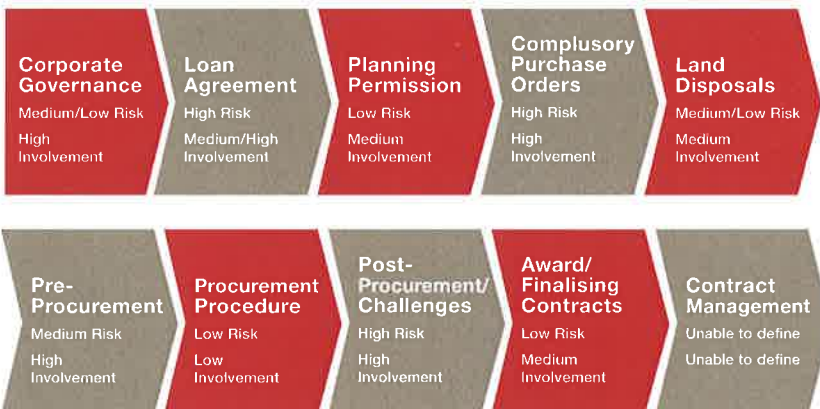 Corporate
Governance
Medium/Low Risk
High
Involvement
Loan
Agreement
High Risk
Medium/High
Involvement
Planning
Permission
Low Risk
Medium
Involvement
Complusory
Purchase
Orders
High Risk
High
Involvement
Land
Disposals
Medium/Low Risk
Medium
Involvement
Pre-
Procurement
Medium Risk
High
Involvement
Procurement
Procedure
Low Risk
Low
Involvement
Post-
Procurement/
Challenges
High Risk
High
Involvement
Award/
Finalising
Contracts
Low Risk
Medium
Involvement
Contract
Management
Unable to define
Unable to define